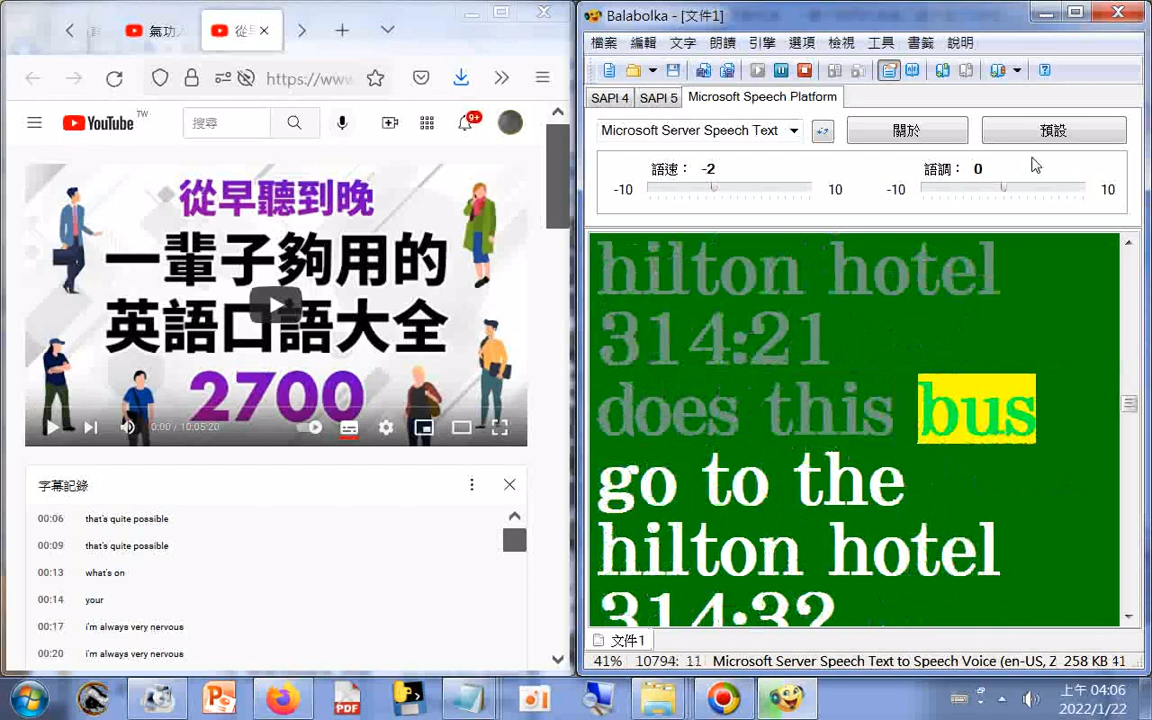 氣功
從
https://www
YouTube TW
搜尋
9+
從早聽到晚
一輩子夠用的
英語口語大全
2700
0:00 / 10:05:20
字幕記錄
00:06 that's quite possible
00:09 that's quite possible
00:13 what's on
00:14 your
00:17 i'm always very nervous
00:20 i'm always very nervous
Balabolka - [文件1]
檔案 編輯 文字 朗讀 引擎 選項 檢視 工具 書籤 說明
SAPI 4 SAPI 5 Microsoft Speech Platform
Microsoft Server Speech Text 關於 預設
語速： -2 語調： 0
-10 10 -10 10
hilton hotel
314:21
does this bus
go to the
hilton hotel
314:32
文件1
41% 10794: 11 Microsoft Server Speech Text to Speech Voice (en-US, Z 258 KB 41
PDF
上午 04:06
2022/1/22